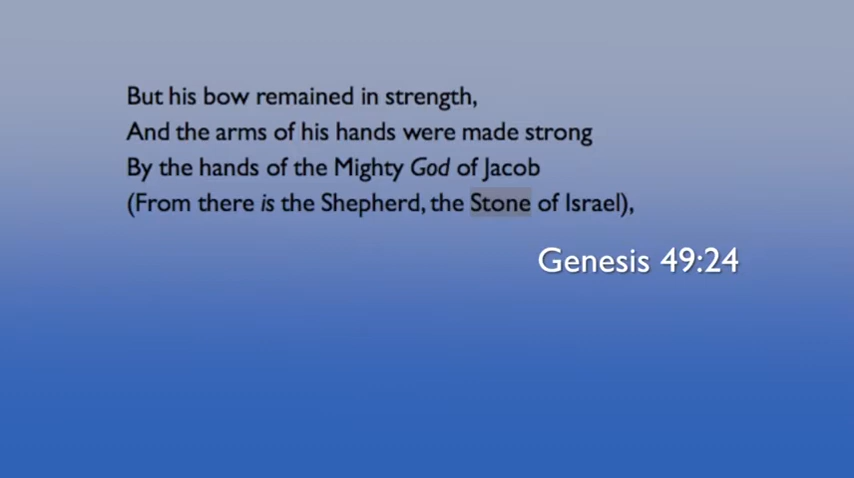 But his bow remained in strength,
And the arms of his hands were made strong
By the hands of the Mighty God of Jacob
(From there is the Shepherd, the Stone of Israel),
Genesis 49:24